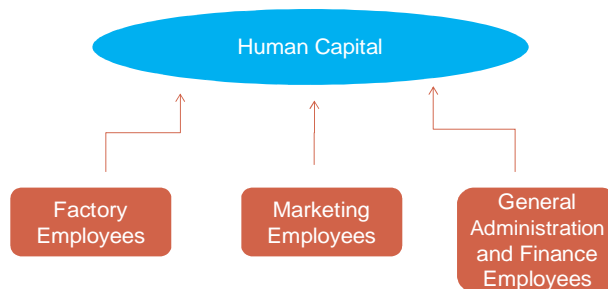 Human Capital
Factory
Employees
Marketing
Employees
General
Administration
and Finance
Employees